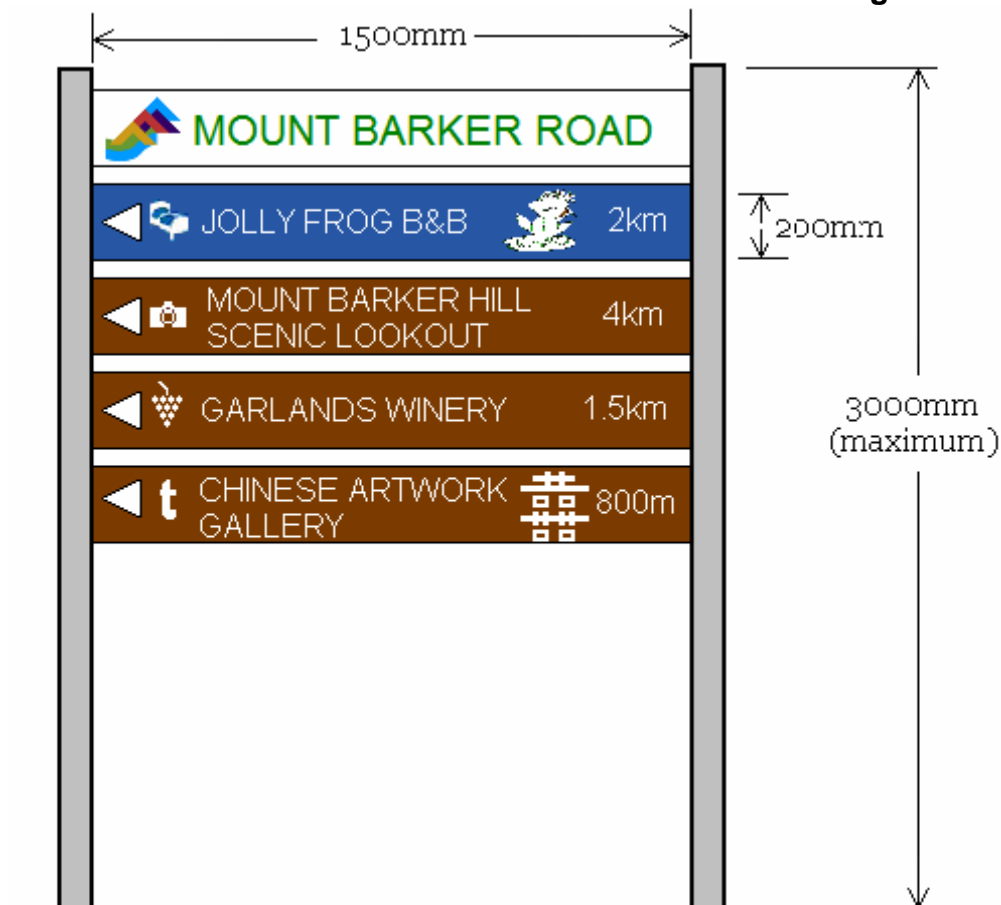 g
1500mm
MOUNT BARKER ROAD
JOLLY FROG B&B 2km
200mm
MOUNT BARKER HILL
SCENIC LOOKOUT
4km
GARLANDS WINERY 1.5km
3000mm
(maximum)
t CHINESE ARTWORK
GALLERY
囍 800m